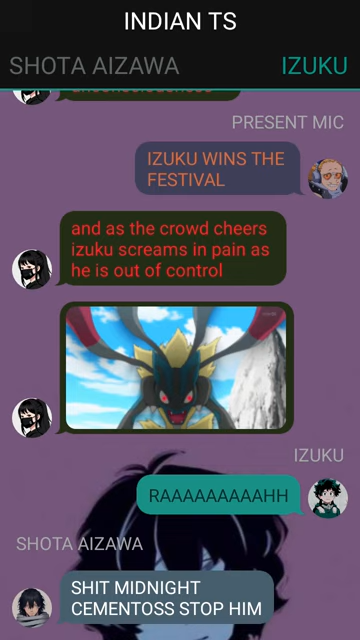 INDIAN TS
SHOTA AIZAWA
IZUKU
PRESENT MIC
IZUKU WINS THE
FESTIVAL
and as the crowd cheers
izuku screams in pain as
he is out of control
IZUKU
RAAAAAAAAAHH
SHOTA AIZAWA
SHIT MIDNIGHT
CEMENTOSS STOP HIM